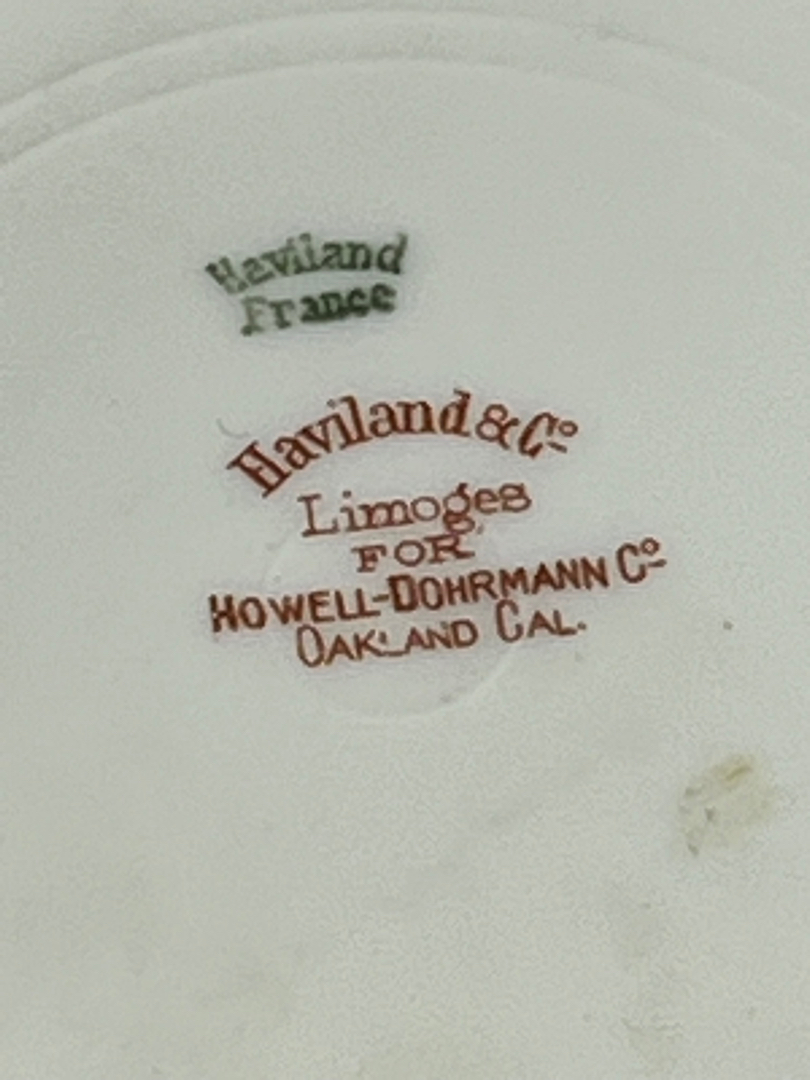 Haviland
France
Haviland & Co
Limoges
FOR
HOWELL-DOHRMANN Co
OAKLAND CAL.